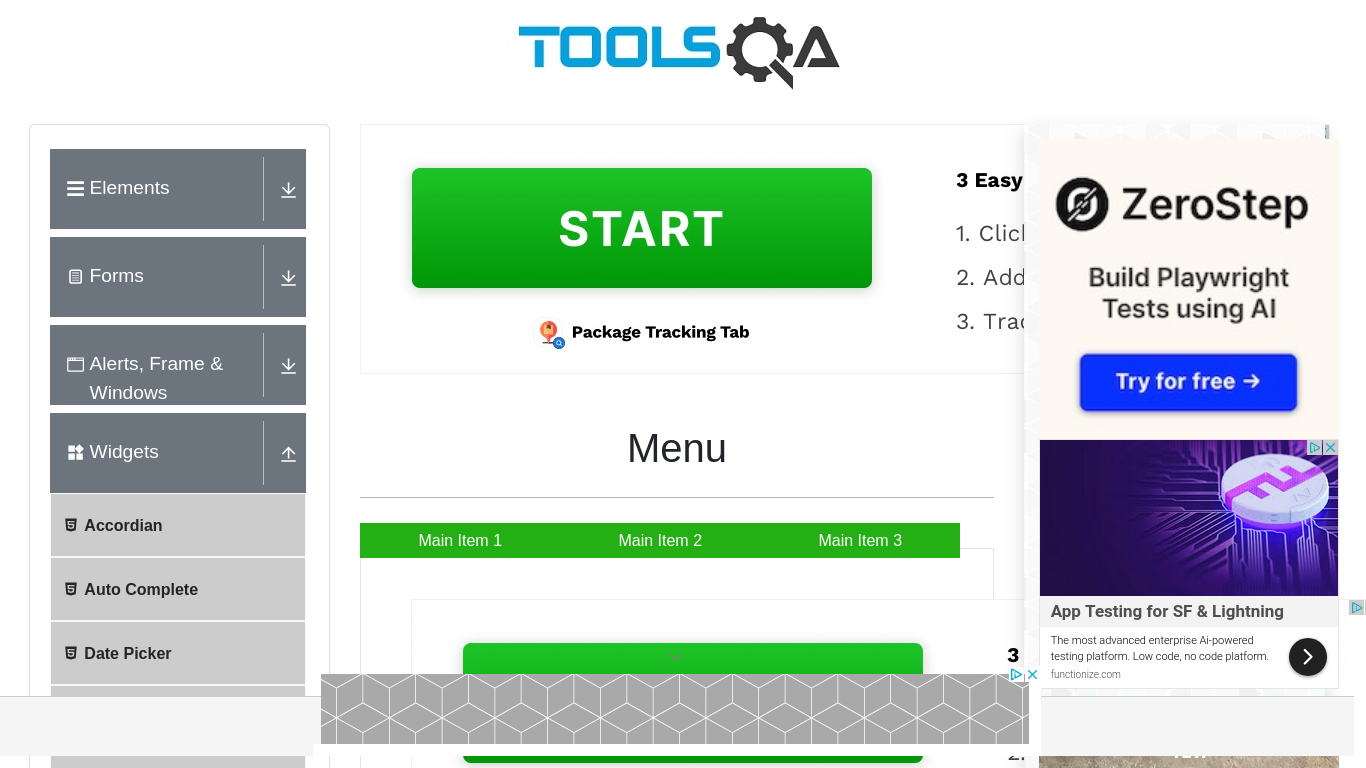 TOOLSQA
Elements
Forms
Alerts, Frame &
Windows
Widgets
Accordian
Auto Complete
Date Picker
START
Package Tracking Tab
3 Easy
1. Click
2. Add
3.
Menu
Main Item 1
Main Item 2
Main Item 3
3
2.
ZeroStep
Build Playwright
Tests using AI
Try for free →
App Testing for SF & Lightning
The most advanced enterprise Ai-powered
testing platform. Low code, no code platform.
functionize.com